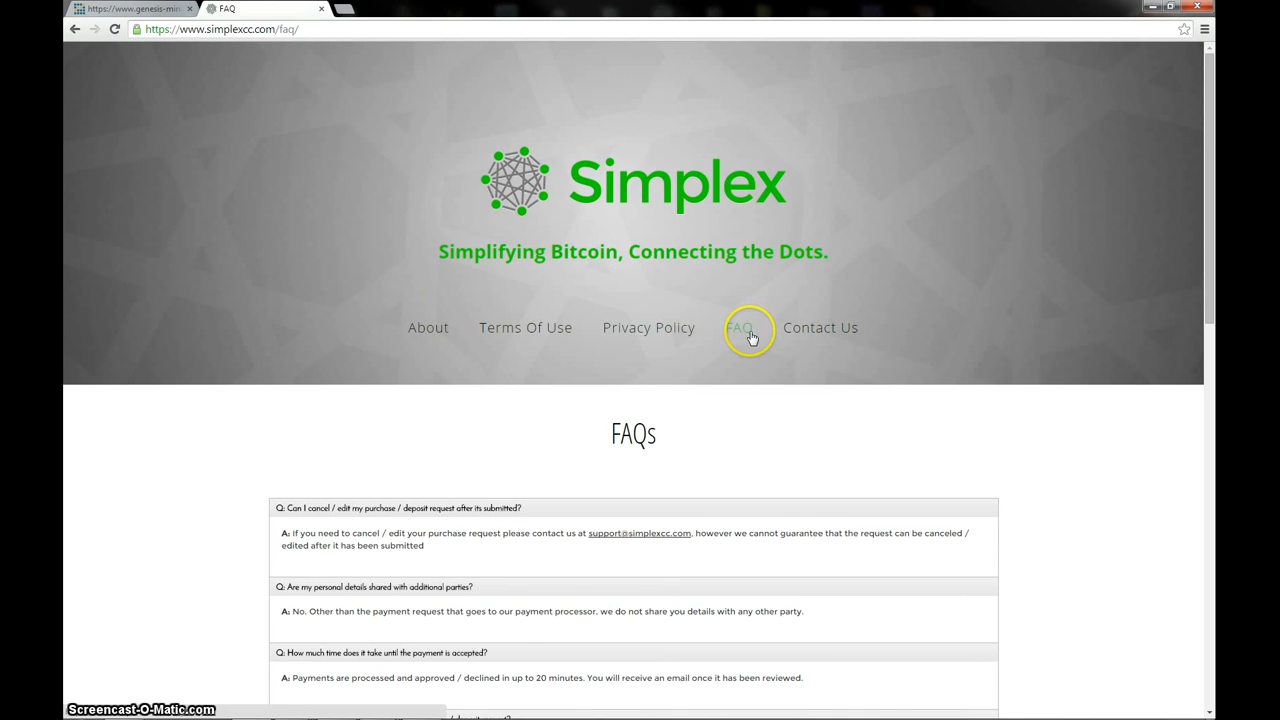 https://www.genesis-min
FAQ
https://www.simplexcc.com/faq/
Simplex
Simplifying Bitcoin, Connecting the Dots.
About Terms Of Use Privacy Policy FAQ Contact Us
FAQs
Q: Can I cancel / edit my purchase / deposit request after its submitted?
A: If you need to cancel / edit your purchase request please contact us at support@simplexcc.com, however we cannot guarantee that the request can be canceled /
edited after it has been submitted
Q: Are my personal details shared with additional parties?
A: No. Other than the payment request that goes to our payment processor, we do not share you details with any other party.
Q: How much time does it take until the payment is accepted?
A: Payments are processed and approved / declined in up to 20 minutes. You will receive an email once it has been reviewed.
Screencast-O-Matic.com